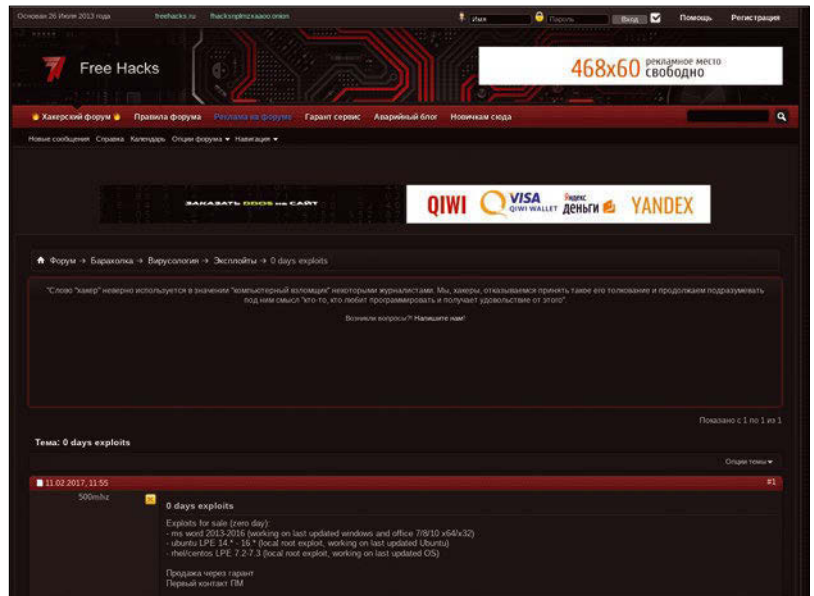 Основан 26 Июля 2013 года freehacks.ru Имя Пароль Вход Помощь Регистрация
Free Hacks
468x60 рекламное место свободно
Хакерский форум Правила форума Реклама на форуме Гарант сервис Аварийный блог Новичкам сюда
Новые сообщения Справка Календарь Опции форума Навигация
ЗАКАЗАТЬ DDOS на САЙТ
QIWI VISA QIWI WALLET Яндекс деньги YANDEX
Форум → Барахолка → Вирусология → Эксплойты → 0 days exploits
"Слово "хакер" неверно используется в значении "компьютерный взломщик" некоторыми журналистами. Мы, хакеры, отказываемся принять такое его толкование и продолжаем подразумевать
под ним смысл "кто-то, кто любит программировать и получает удовольствие от этого".
Возникли вопросы?! Напишите нам!
Показано с 1 по 1 из 1
Тема: 0 days exploits
Опции темы
11.02.2017, 11:55 #1
500mhz
0 days exploits
Exploits for sale (zero day):
- ms word 2013-2016 (working on last updated windows and office 7/8/10 x64/x32)
- ubuntu LPE 14.* - 16.* (local root exploit, working on last updated Ubuntu)
- rhel/centos LPE 7.2-7.3 (local root exploit, working on last updated OS)
Продажа через гарант
Первый контакт ПМ